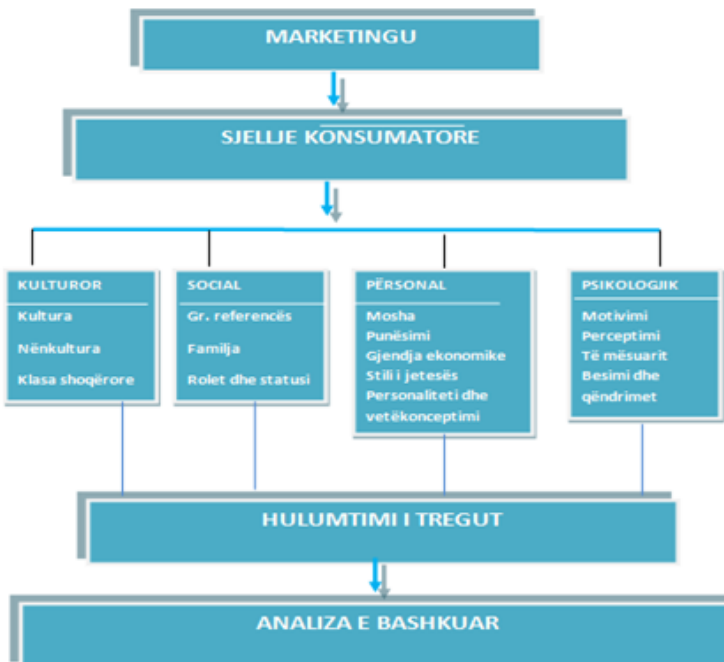 MARKETINGU
SJELLJE KONSUMATORE
KULTUROR
Kultura
Nënkultura
Klasa shoqërore
SOCIAL
Gr. referencës
Familja
Rolet dhe statusi
PËRSONAL
Mosha
Punësimi
Gjendja ekonomike
Stili i jetesës
Personaliteti dhe
vetëkonceptimi
PSIKOLOGJIK
Motivimi
Perceptimi
Të mësuarit
Besimi dhe
qëndrimet
HULUMTIMI I TREGUT
ANALIZA E BASHKUAR